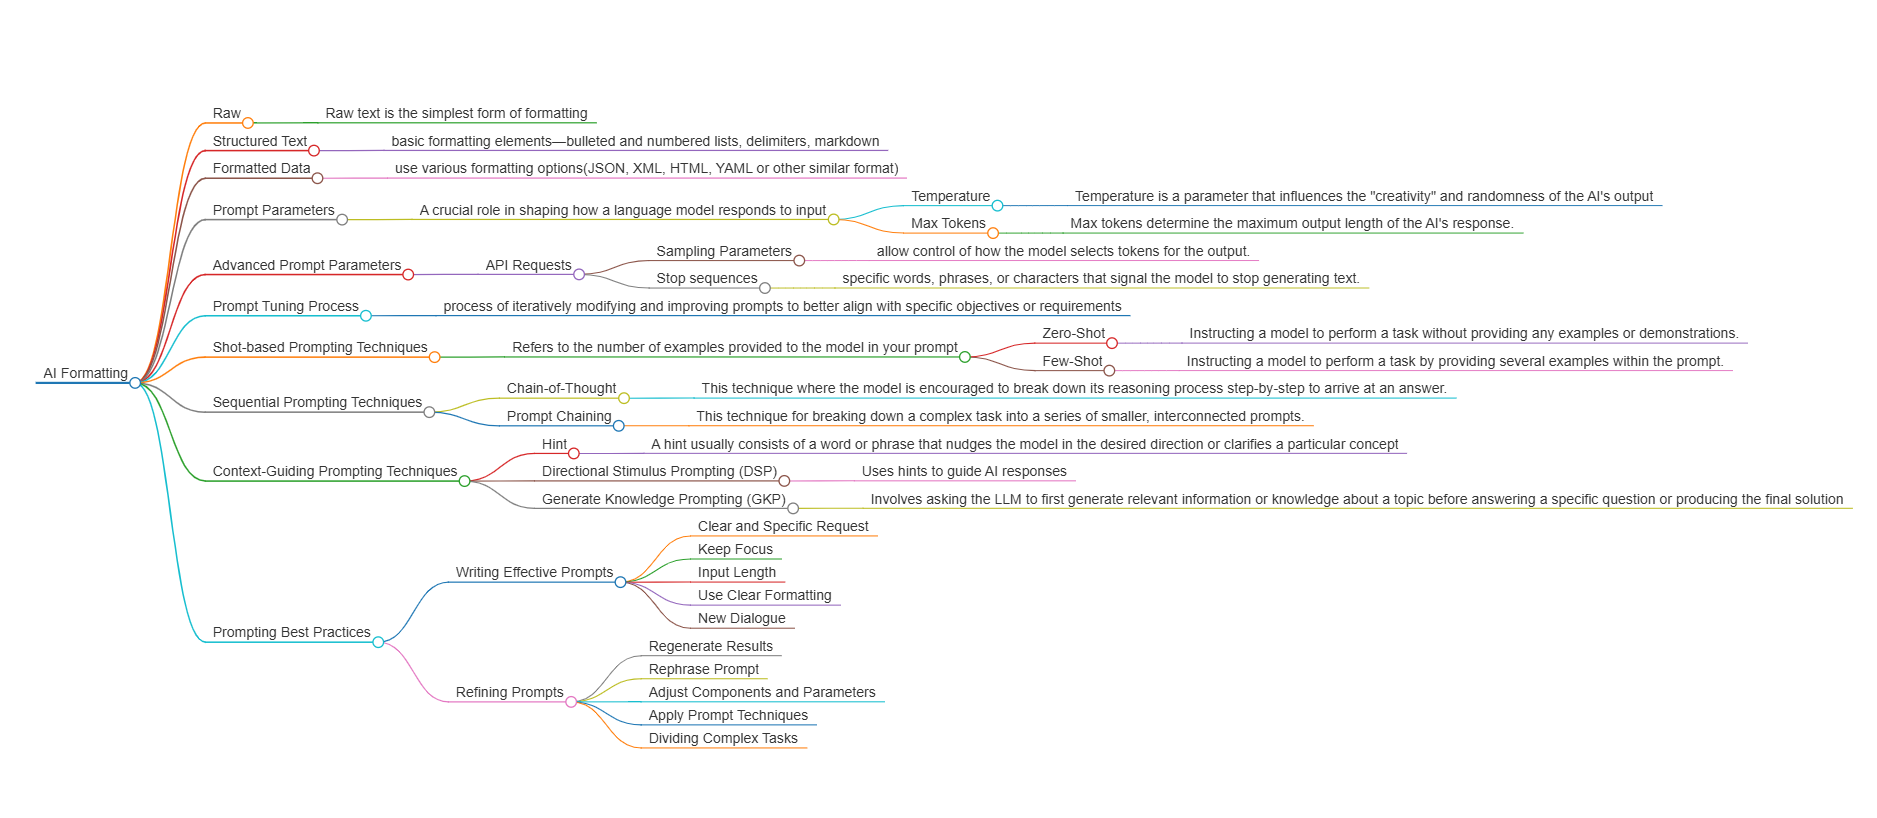 Raw
Raw text is the simplest form of formatting
Structured Text
basic formatting elements—bulleted and numbered lists, delimiters, markdown
Formatted Data
use various formatting options(JSON, XML, HTML, YAML or other similar format)
Prompt Parameters
A crucial role in shaping how a language model responds to input
Temperature
Temperature is a parameter that influences the "creativity" and randomness of the AI's output
Max Tokens
Max tokens determine the maximum output length of the AI's response.
Advanced Prompt Parameters
API Requests
Sampling Parameters
allow control of how the model selects tokens for the output.
Stop sequences
specific words, phrases, or characters that signal the model to stop generating text.
Prompt Tuning Process
process of iteratively modifying and improving prompts to better align with specific objectives or requirements
Shot-based Prompting Techniques
Refers to the number of examples provided to the model in your prompt
Zero-Shot
Instructing a model to perform a task without providing any examples or demonstrations.
Few-Shot
Instructing a model to perform a task by providing several examples within the prompt.
AI Formatting
Sequential Prompting Techniques
Chain-of-Thought
This technique where the model is encouraged to break down its reasoning process step-by-step to arrive at an answer.
Prompt Chaining
This technique for breaking down a complex task into a series of smaller, interconnected prompts.
Context-Guiding Prompting Techniques
Hint
A hint usually consists of a word or phrase that nudges the model in the desired direction or clarifies a particular concept
Directional Stimulus Prompting (DSP)
Uses hints to guide AI responses
Generate Knowledge Prompting (GKP)
Involves asking the LLM to first generate relevant information or knowledge about a topic before answering a specific question or producing the final solution
Prompting Best Practices
Writing Effective Prompts
Clear and Specific Request
Keep Focus
Input Length
Use Clear Formatting
New Dialogue
Refining Prompts
Regenerate Results
Rephrase Prompt
Adjust Components and Parameters
Apply Prompt Techniques
Dividing Complex Tasks